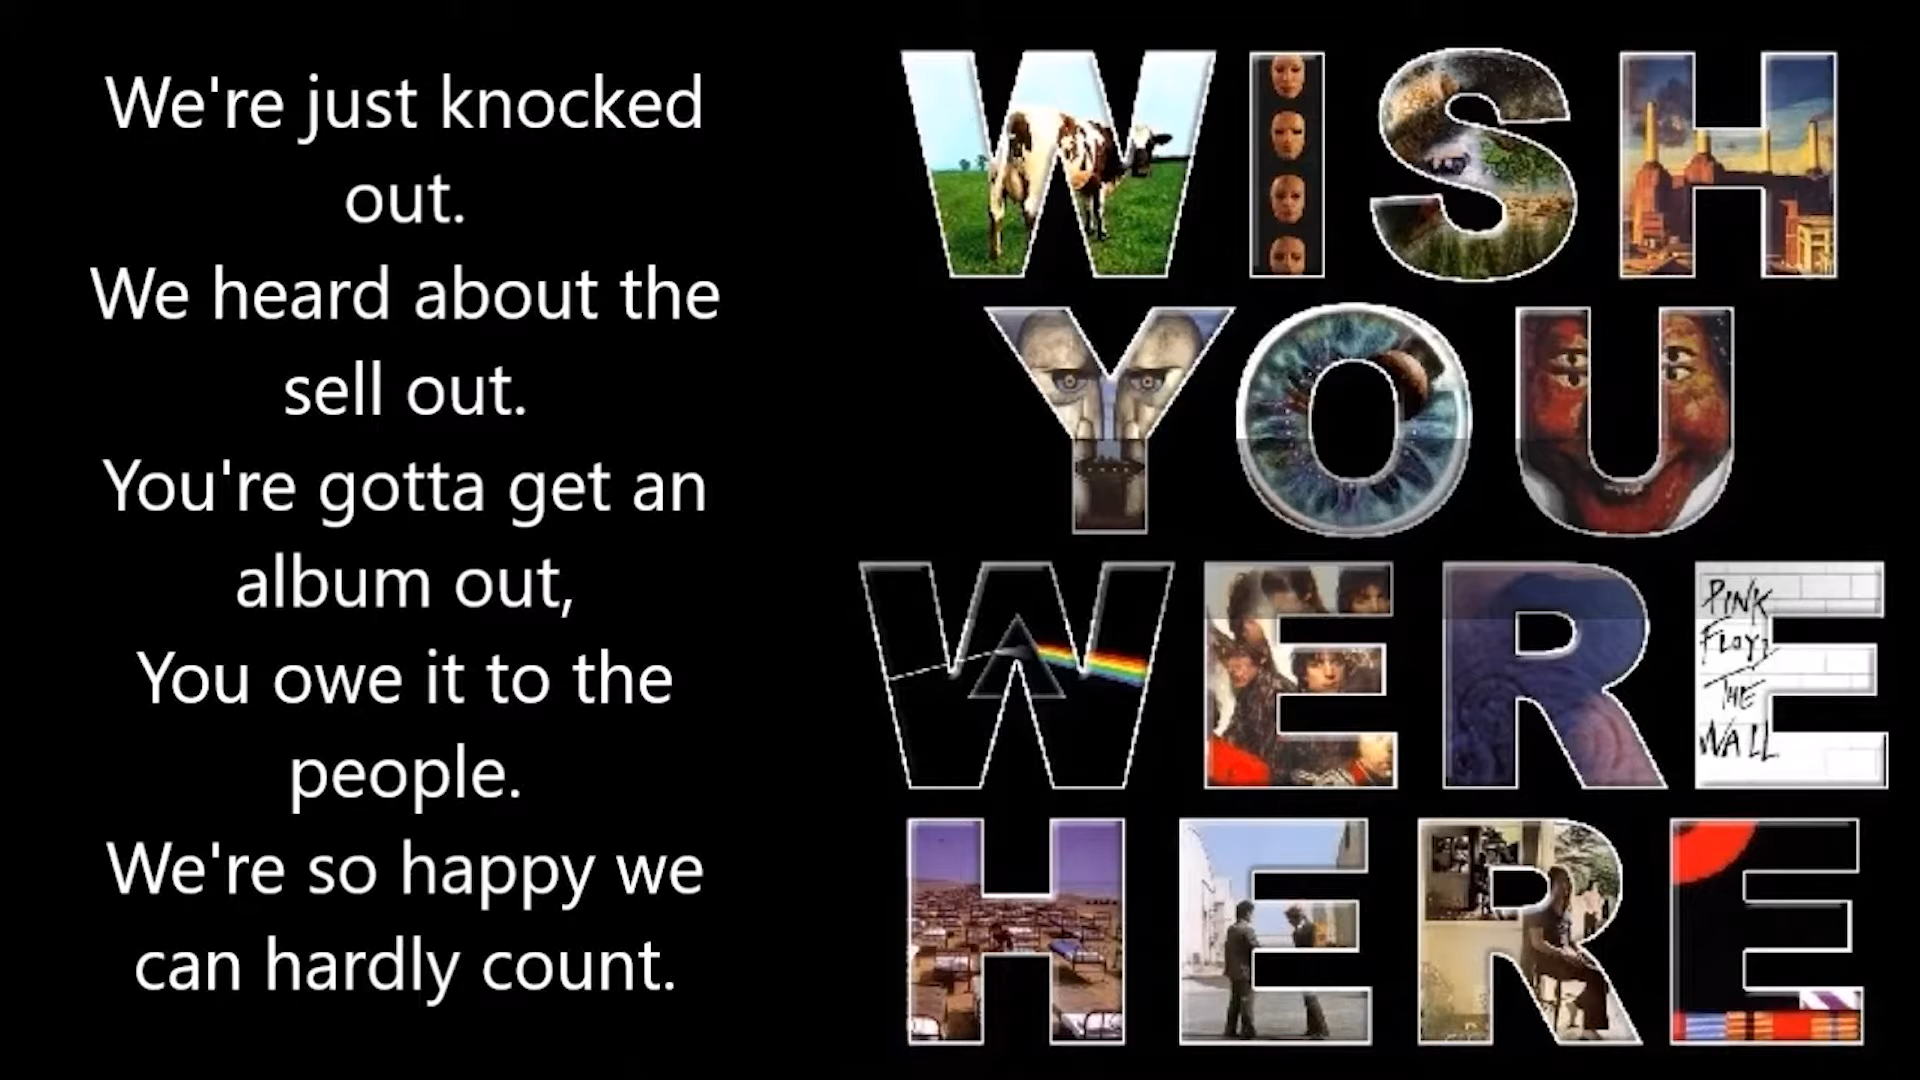 We're just knocked
out.
We heard about the
sell out.
You're gotta get an
album out,
You owe it to the
people.
We're so happy we
can hardly count.
WISH
YOU
WERE
HERE
PINK
FLOYD
THE
WALL